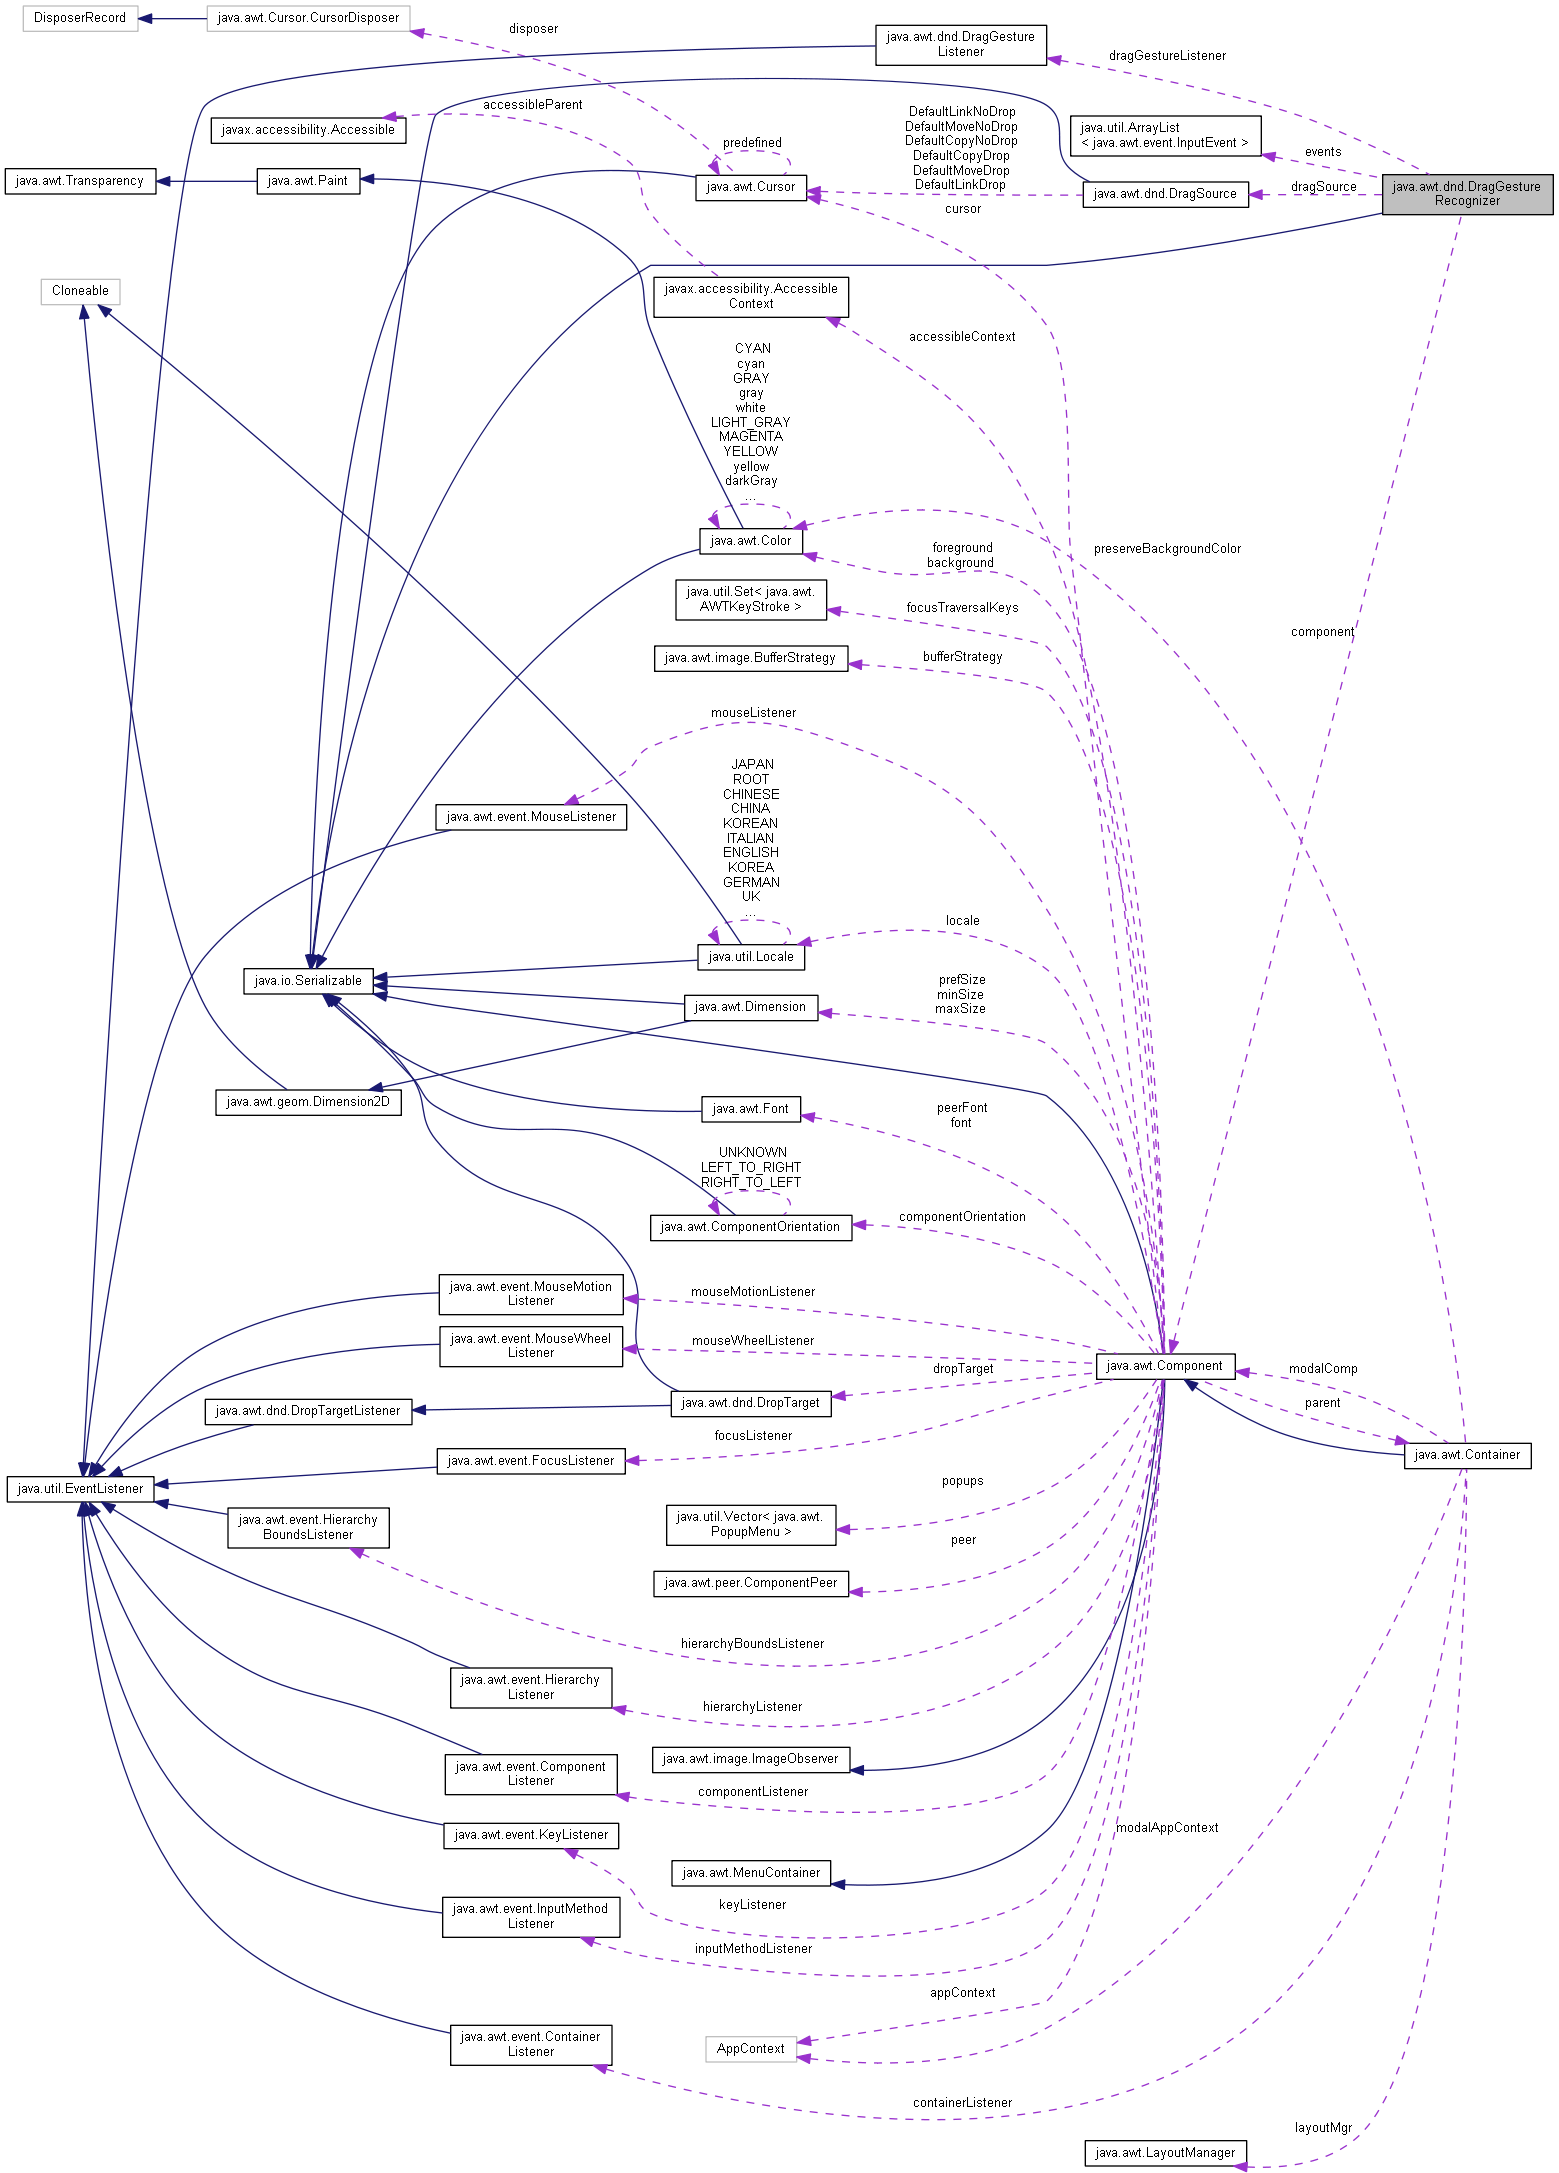 DisposerRecord
java.awt.Cursor.CursorDisposer
disposer
java.awt.dnd.DragGesture
Listener
dragGestureListener
accessibleParent
javax.accessibility.Accessible
DefaultLinkNoDrop
DefaultMoveNoDrop
DefaultCopyNoDrop
DefaultCopyDrop
DefaultMoveDrop
DefaultLinkDrop
java.util.ArrayList
< java.awt.event.InputEvent >
events
predefined
java.awt.Transparency
java.awt.Paint
java.awt.Cursor
java.awt.dnd.DragSource
dragSource
java.awt.dnd.DragGesture
Recognizer
cursor
Cloneable
javax.accessibility.Accessible
Context
accessibleContext
CYAN
cyan
GRAY
gray
white
LIGHT_GRAY
MAGENTA
YELLOW
yellow
darkGray
...
java.awt.Color
foreground
background
preserveBackgroundColor
java.util.Set< java.awt.
AWTKeyStroke >
focusTraversalKeys
component
java.awt.image.BufferStrategy
bufferStrategy
mouseListener
JAPAN
ROOT
CHINESE
CHINA
KOREAN
ITALIAN
ENGLISH
KOREA
GERMAN
UK
...
java.awt.event.MouseListener
locale
java.util.Locale
java.io.Serializable
prefSize
minSize
maxSize
java.awt.Dimension
java.awt.geom.Dimension2D
java.awt.Font
peerFont
font
UNKNOWN
LEFT_TO_RIGHT
RIGHT_TO_LEFT
java.awt.ComponentOrientation
componentOrientation
java.awt.event.MouseMotion
Listener
mouseMotionListener
java.awt.event.MouseWheel
Listener
mouseWheelListener
java.awt.Component
modalComp
dropTarget
java.awt.dnd.DropTargetListener
java.awt.dnd.DropTarget
parent
focusListener
java.awt.event.FocusListener
java.awt.Container
java.util.EventListener
popups
java.util.Vector< java.awt.
PopupMenu >
java.awt.event.Hierarchy
BoundsListener
peer
java.awt.peer.ComponentPeer
hierarchyBoundsListener
java.awt.event.Hierarchy
Listener
hierarchyListener
java.awt.image.ImageObserver
java.awt.event.Component
Listener
componentListener
modalAppContext
java.awt.event.KeyListener
java.awt.MenuContainer
keyListener
java.awt.event.InputMethod
Listener
inputMethodListener
appContext
java.awt.event.Container
Listener
AppContext
containerListener
layoutMgr
java.awt.LayoutManager